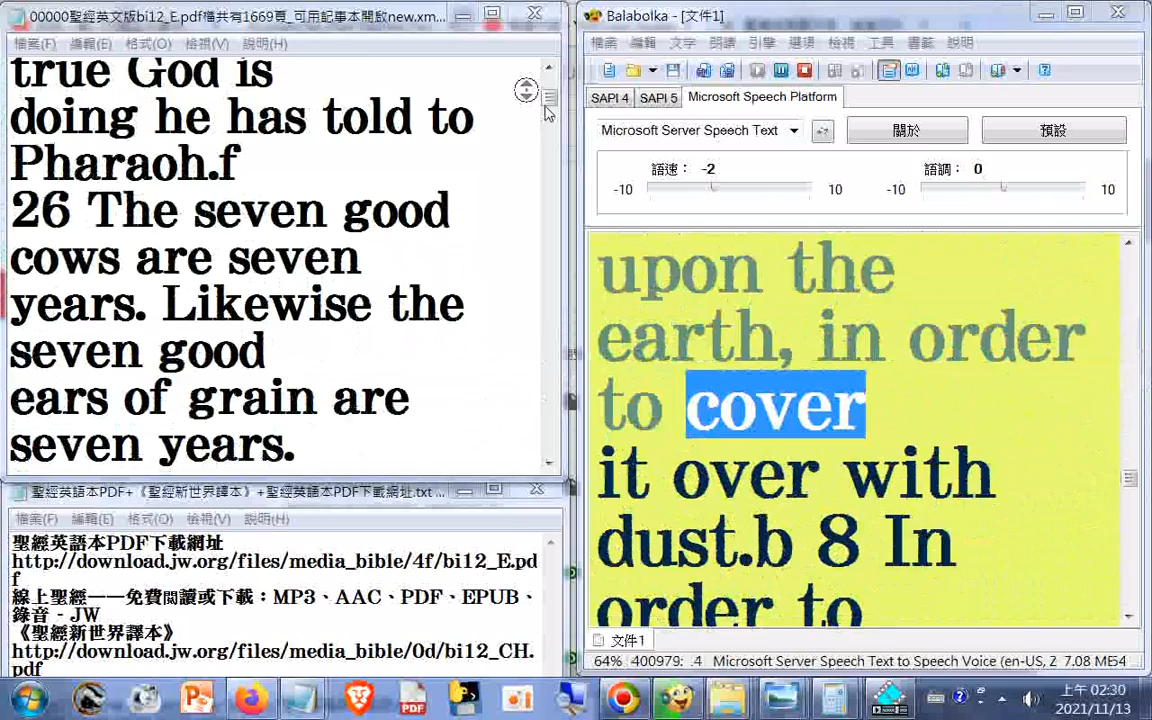 00000聖經英文版bi12_E.pdf檔共有1669頁_可用記事本開啟new.xm...
檔案(F) 編輯(E) 格式(O) 檢視(V) 說明(H)
true God is
doing he has told to
Pharaoh.f
26 The seven good
cows are seven
years. Likewise the
seven good
ears of grain are
seven years.
聖經英語本PDF+《聖經新世界譯本》+聖經英語本PDF下載網址.txt ...
檔案(F) 編輯(E) 格式(O) 檢視(V) 說明(H)
聖經英語本PDF下載網址
http://download.jw.org/files/media_bible/4f/bi12_E.pd
f
線上聖經——免費閱讀或下載：MP3、AAC、PDF、EPUB、
錄音 - JW
《聖經新世界譯本》
http://download.jw.org/files/media_bible/0d/bi12_CH.
pdf
Balabolka - [文件1]
檔案 編輯 文字 朗讀 引擎 選項 檢視 工具 書籤 說明
SAPI 4 SAPI 5 Microsoft Speech Platform
Microsoft Server Speech Text 關於 預設
語速： -2 語調： 0
-10 10 -10 10
upon the
earth, in order
to cover
it over with
dust.b 8 In
order to
文件1
64% 400979: .4 Microsoft Server Speech Text to Speech Voice (en-US, Z 7.08 ME54
PDF
上午 02:30
2021/11/13